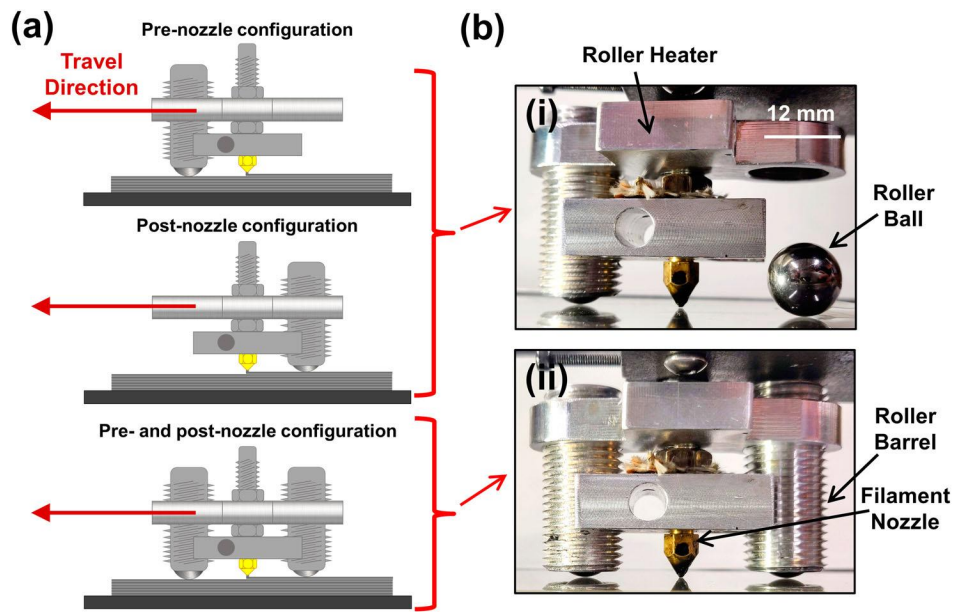 (a)
Pre-nozzle configuration
Travel
Direction
Post-nozzle configuration
Pre- and post-nozzle configuration
(b)
Roller Heater
(i)
12 mm
Roller
Ball
(ii)
Roller
Barrel
Filament
Nozzle